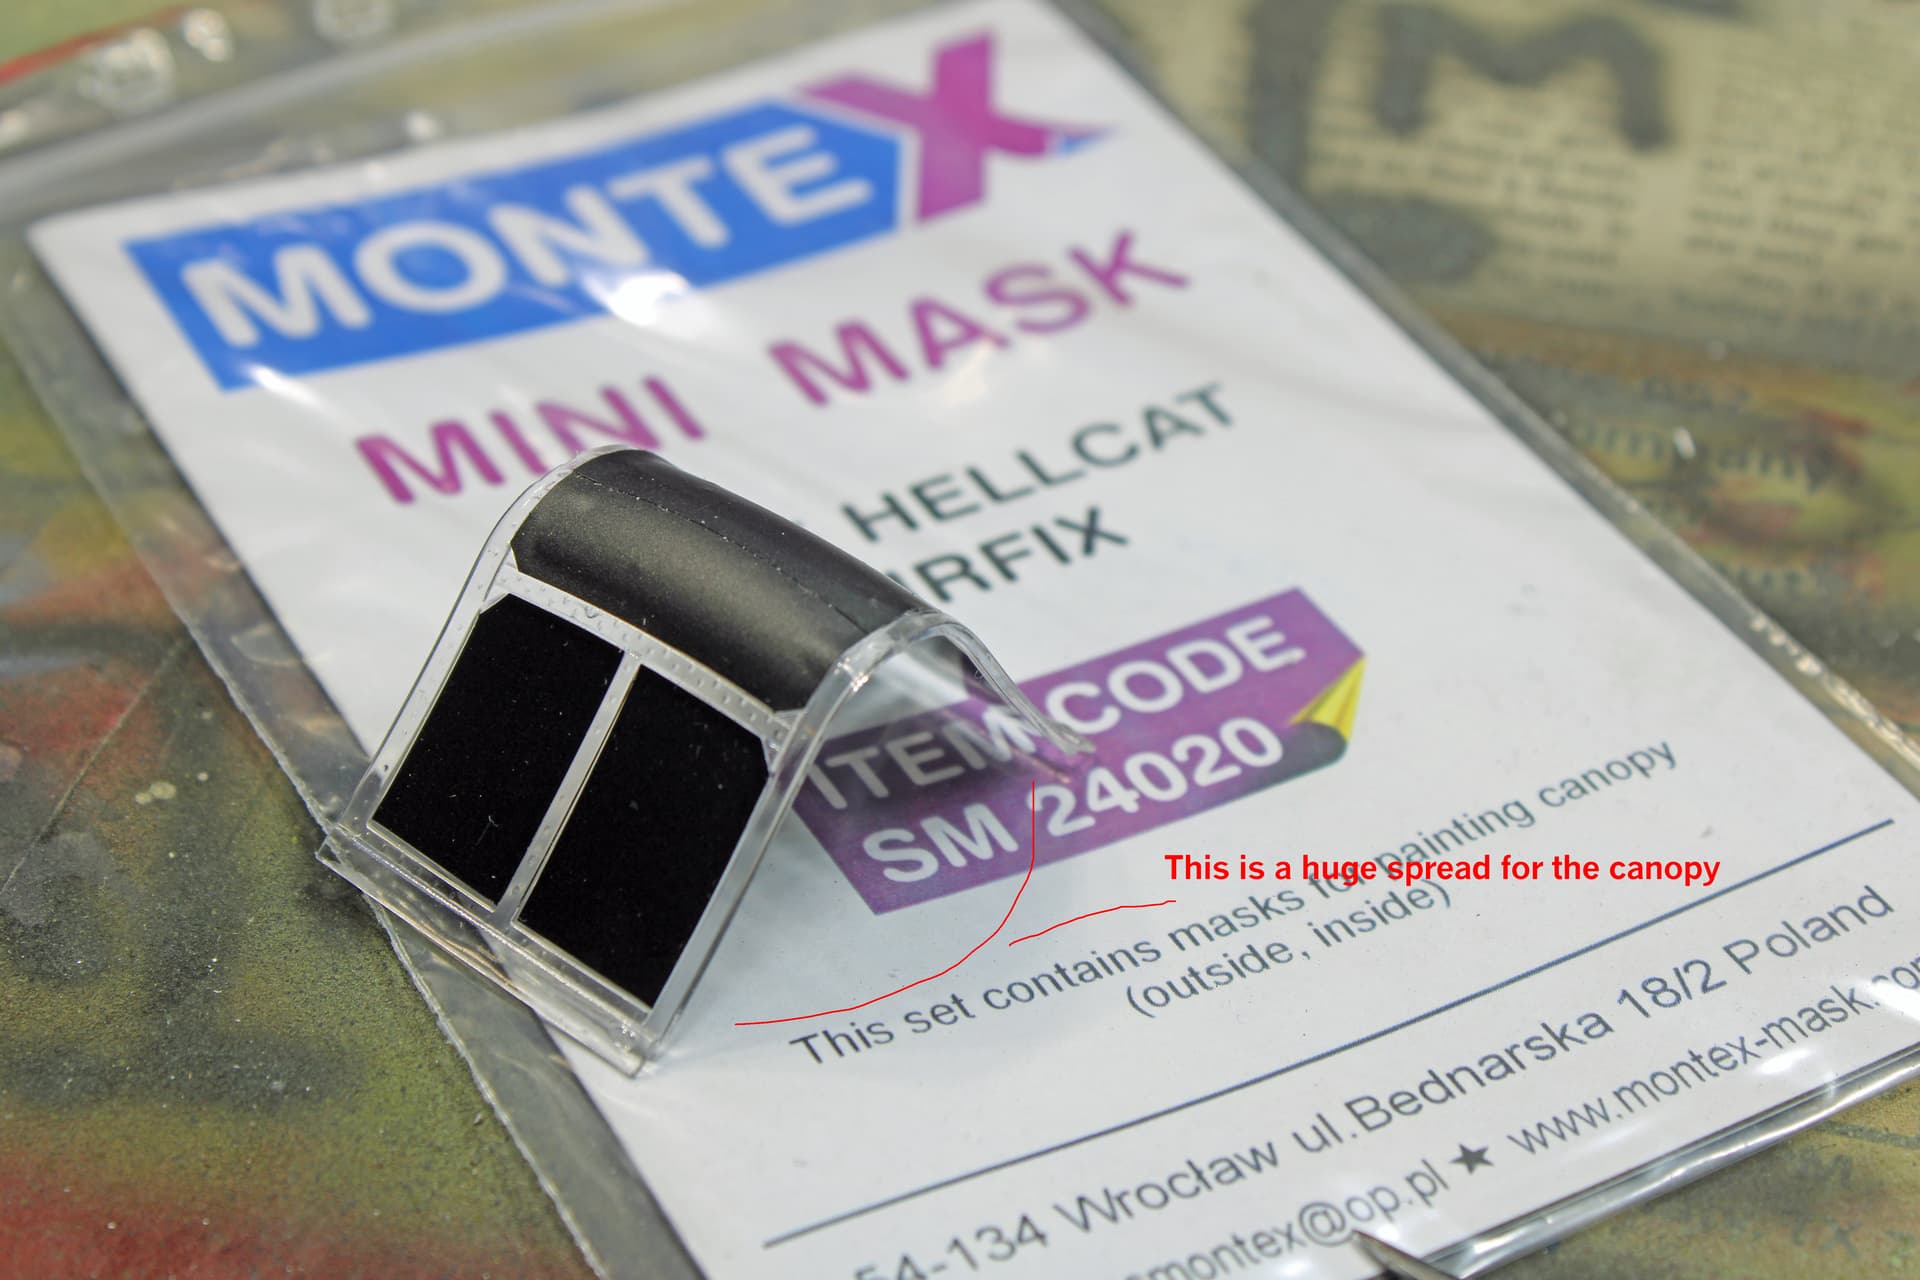 MONTEX
MINI MASK
HELLCAT
IRFIX
ITEM CODE
SM 24020
This is a huge spread for the canopy
This set contains masks for painting canopy
(outside, inside)
54-134 Wrocław ul.Bednarska 18/2 Poland
montex@op.pl ★ www.montex-mask.com